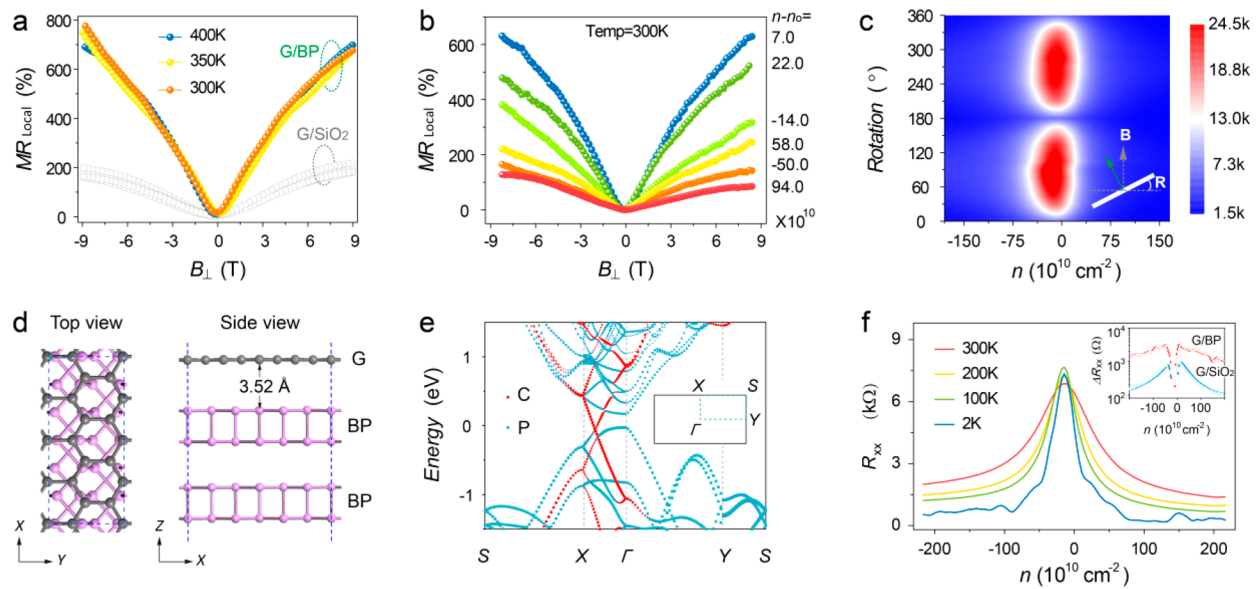 a
MR Local (%)
800
600
400
200
0
-9 -6 -3 0 3 6 9
B⊥ (T)
400K
350K
300K
G/BP
G/SiO2
b
MR Local (%)
600
400
200
0
-9 -6 -3 0 3 6 9
B⊥ (T)
Temp=300K
n-n0=
7.0
22.0
-14.0
58.0
-50.0
94.0
X10^10
c
Rotation (°)
360
300
240
180
120
60
0
-150 -75 0 75 150
n (10^10 cm^-2)
B
R
24.5k
18.8k
13.0k
7.3k
1.5k
d
Top view
Side view
G
3.52 Å
BP
BP
X
Y
Z
X
e
Energy (eV)
1
0
-1
C
P
X S
Γ Y
S X Γ Y S
f
Rxx (kΩ)
9
6
3
0
-200 -100 0 100 200
n (10^10 cm^-2)
300K
200K
100K
2K
ΔRxx (Ω)
10^4
10^3
10^2
G/BP
G/SiO2
-200 -100 0 100
n (10^10 cm^-2)